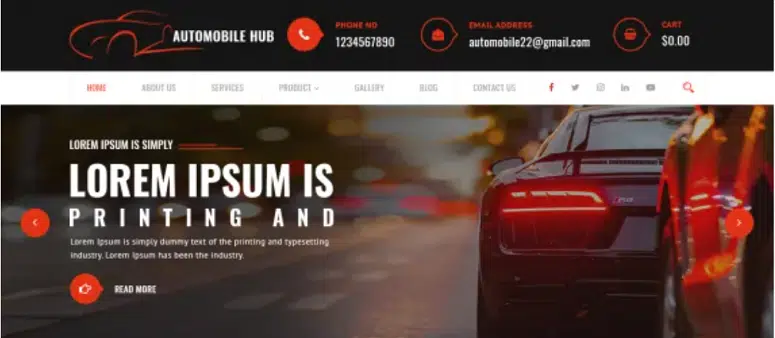 AUTOMOBILE HUB
PHONE NO
1234567890
EMAIL ADDRESS
automobile22@gmail.com
CART
$0.00
HOME
ABOUT US
SERVICES
PRODUCT
GALLERY
BLOG
CONTACT US
LOREM IPSUM IS SIMPLY
LOREM IPSUM IS
PRINTING AND
Lorem Ipsum is simply dummy text of the printing and typesetting
industry. Lorem Ipsum has been the industry.
READ MORE